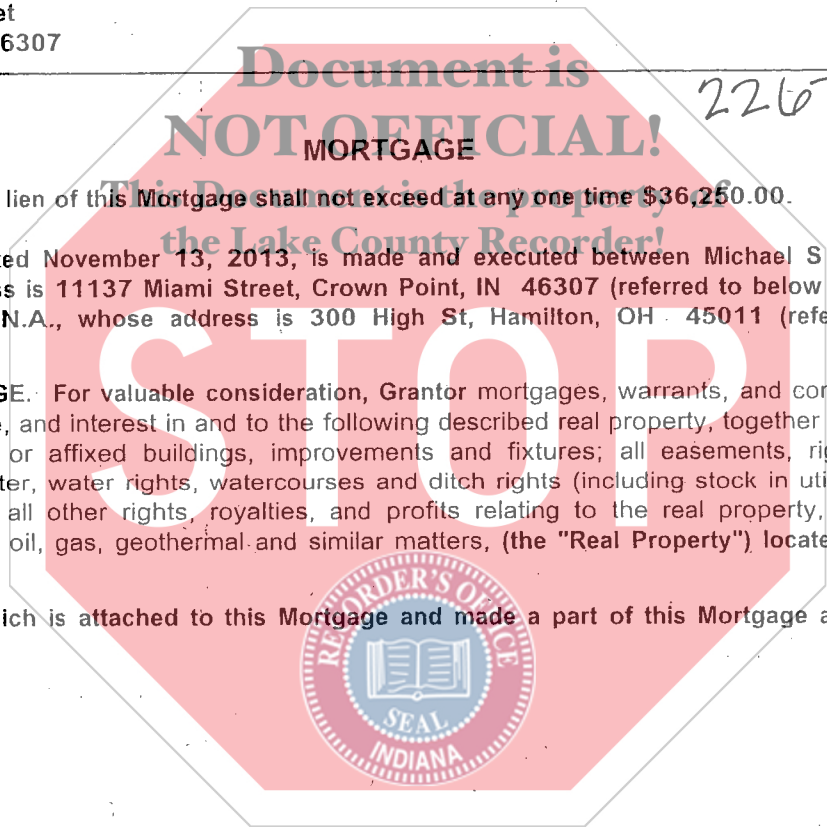 et
6307
226
Document is
NOT OFFICIAL!
MORTGAGE
This Document is the property of
lien of this Mortgage shall not exceed at any one time $36,250.00.
the Lake County Recorder!
ed November 13, 2013, is made and executed between Michael S
ss is 11137 Miami Street, Crown Point, IN 46307 (referred to below
N.A., whose address is 300 High St, Hamilton, OH 45011 (refe
STOP
GE. For valuable consideration, Grantor mortgages, warrants, and con
, and interest in and to the following described real property, together
or affixed buildings, improvements and fixtures; all easements, rig
ter, water rights, watercourses and ditch rights (including stock in uti
all other rights, royalties, and profits relating to the real property,
oil, gas, geothermal and similar matters, (the "Real Property") locate
ich is attached to this Mortgage and made a part of this Mortgage a
RECORDER'S OFFICE
SEAL
INDIANA